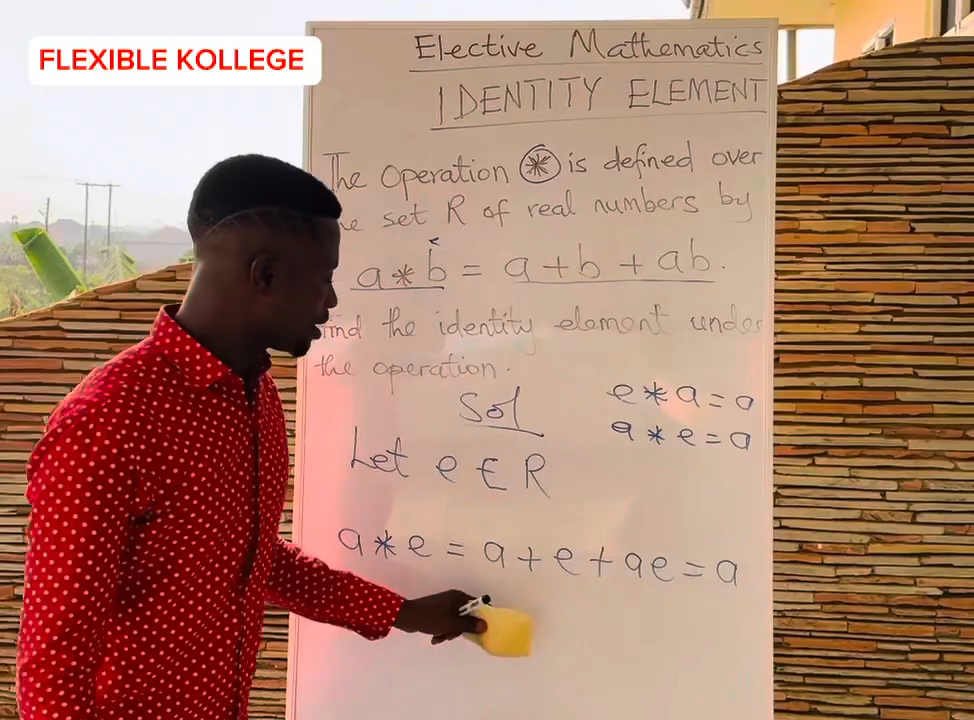 FLEXIBLE KOLLEGE
Elective Mathematics
IDENTITY ELEMENT
The operation * is defined over
set R of real numbers by
a * b = a + b + ab.
find the identity element under
the operation.
Sol
e * a = a
a * e = a
Let e ∈ R
a * e = a + e + ae = a